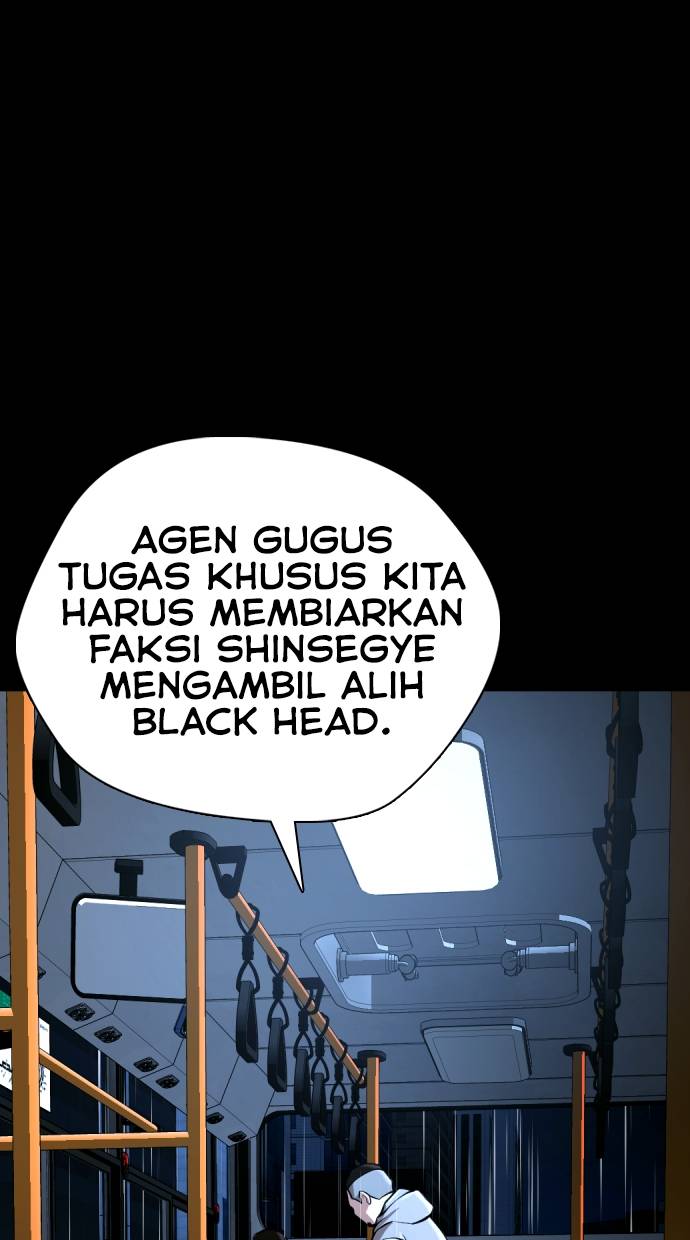 AGEN GUGUS
TUGAS KHUSUS KITA
HARUS MEMBIARKAN
FAKSI SHINSEGYE
MENGAMBIL ALIH
BLACK HEAD.